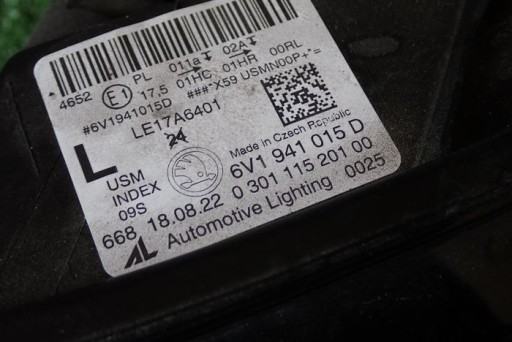 4652 E1 PL 011a 02A
17,5 01HC 01HR 00RL
#6V1941015D ###*X59 USMN00P+*=
LE17A6401
24
L
USM
INDEX
09S
Made in Czech Republic
6V1 941 015 D
668 18.08.22 0 301 115 201 00
AL Automotive Lighting 0025